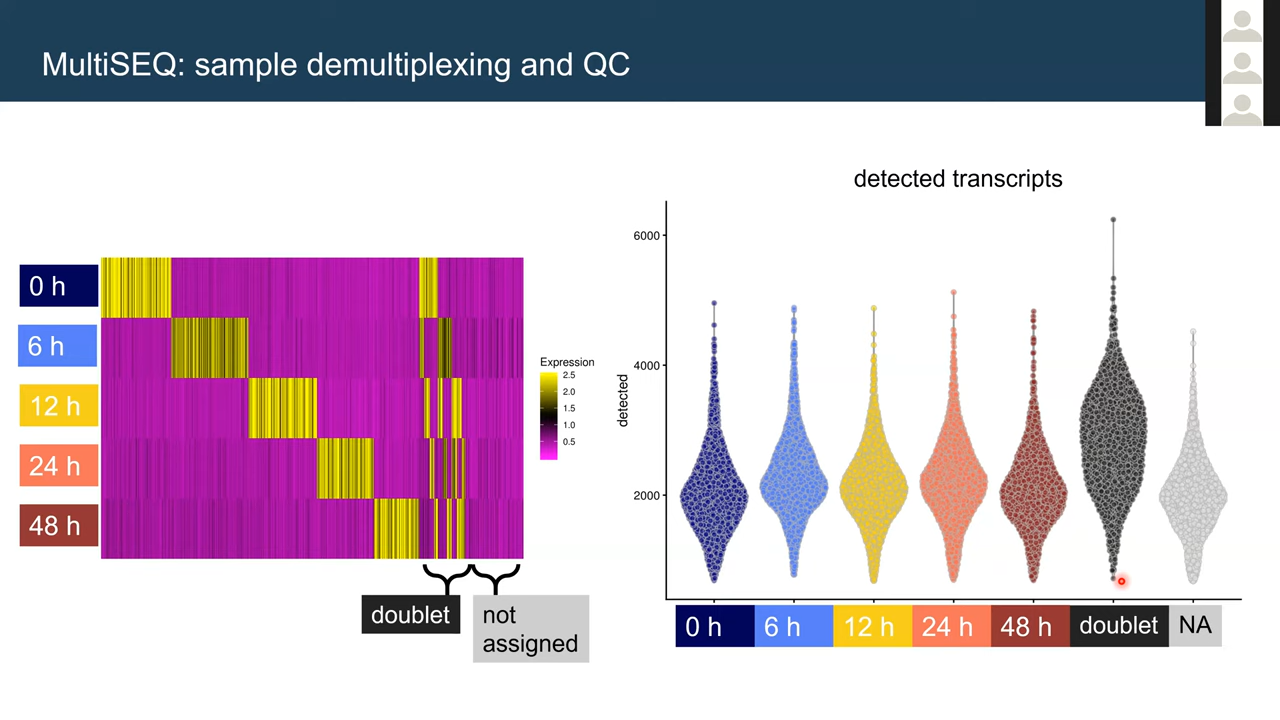 MultiSEQ: sample demultiplexing and QC
0 h
6 h
12 h
24 h
48 h
Expression
2.5
2.0
1.5
1.0
0.5
doublet
not
assigned
detected transcripts
detected
6000
4000
2000
0 h
6 h
12 h
24 h
48 h
doublet
NA